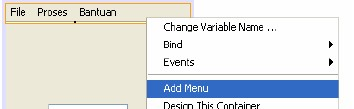 File Proses Bantuan
Change Variable Name ...
Bind
Events
Add Menu
Design This Container